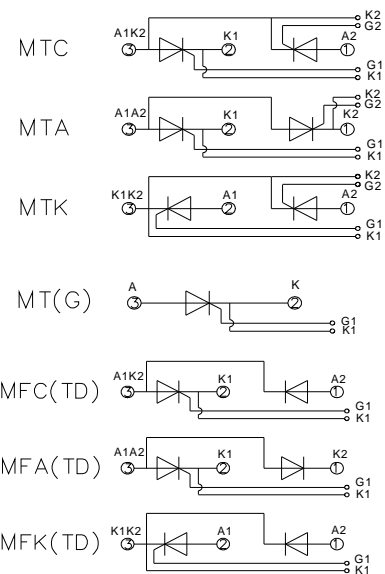 K2
A1K2 K1 A2 G2
MTC 3 2 1
G1
K1
K2
A1A2 K1 K2 G2
MTA 3 2 1
G1
K1
K2
K1K2 A1 A2 G2
MTK 3 2 1
G1
K1
A K
MT(G) 3 2
G1
K1
A1K2 K1 A2
MFC(TD) 3 2 1
G1
K1
A1A2 K1 K2
MFA(TD) 3 2 1
G1
K1
K1K2 A1 A2
MFK(TD) 3 2 1
G1
K1